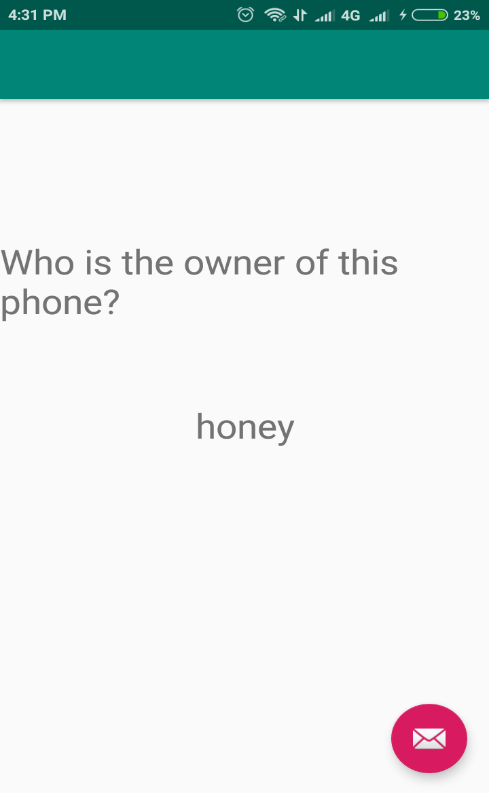 4:31 PM 4G 23%
Who is the owner of this
phone?
honey